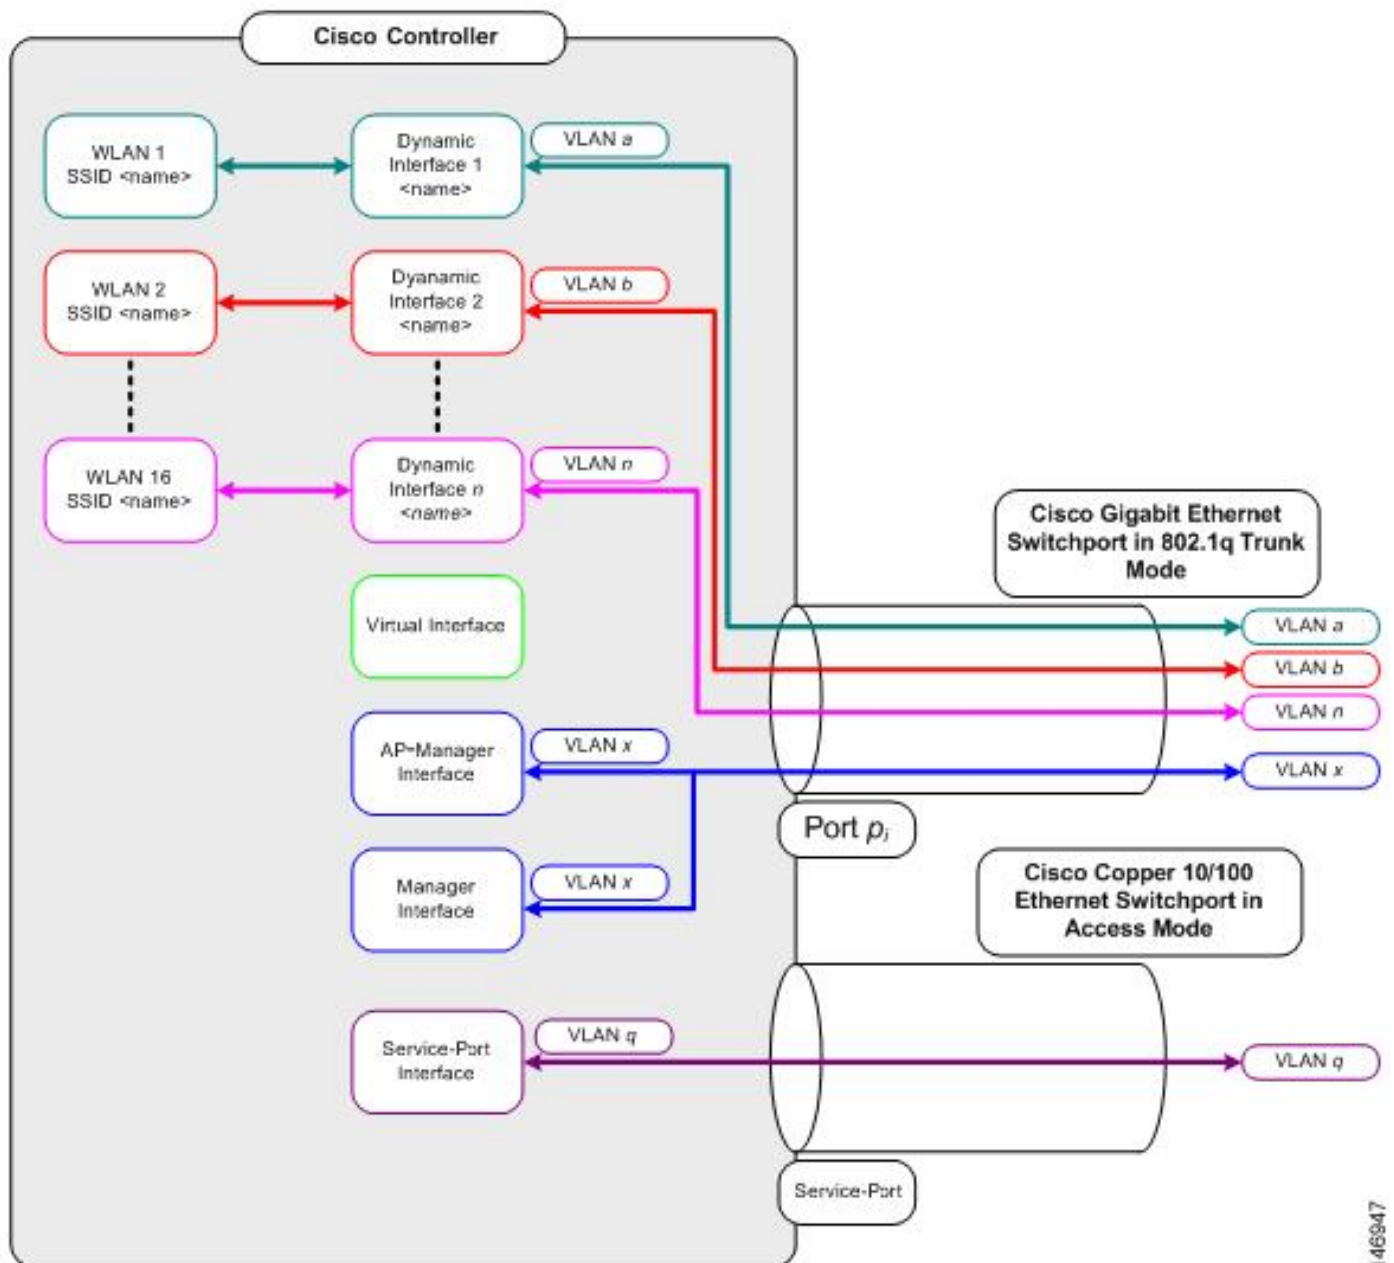 Cisco Controller
WLAN 1
SSID <name>
Dynamic
Interface 1
<name>
VLAN a
WLAN 2
SSID <name>
Dyanamic
Interface 2
<name>
VLAN b
WLAN 16
SSID <name>
Dynamic
Interface n
<name>
VLAN n
Cisco Gigabit Ethernet
Switchport in 802.1q Trunk
Mode
Virtual Interface
VLAN a
VLAN b
VLAN n
AP-Manager
Interface
VLAN x
VLAN x
Port pi
Manager
Interface
VLAN x
Cisco Copper 10/100
Ethernet Switchport in
Access Mode
Service-Port
Interface
VLAN q
VLAN q
Service-Port
146947